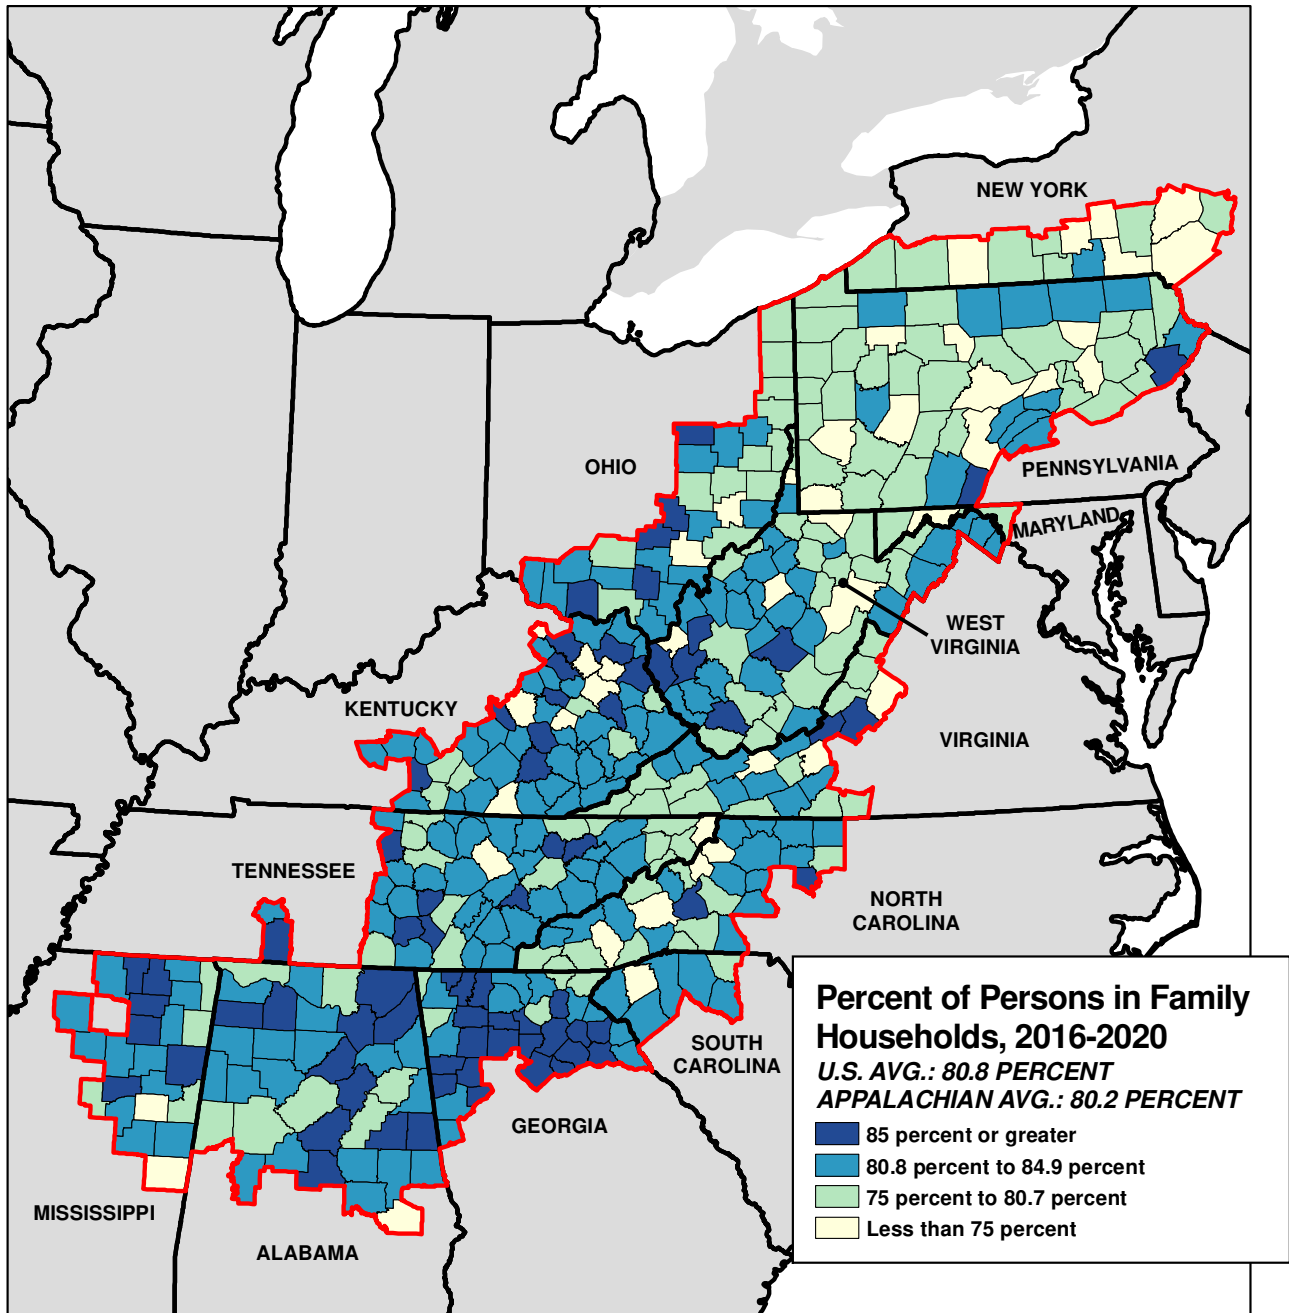 NEW YORK
OHIO
PENNSYLVANIA
MARYLAND
WEST
VIRGINIA
KENTUCKY
VIRGINIA
TENNESSEE
NORTH
CAROLINA
SOUTH
CAROLINA
GEORGIA
MISSISSIPPI
ALABAMA
Percent of Persons in Family
Households, 2016-2020
U.S. AVG.: 80.8 PERCENT
APPALACHIAN AVG.: 80.2 PERCENT
85 percent or greater
80.8 percent to 84.9 percent
75 percent to 80.7 percent
Less than 75 percent